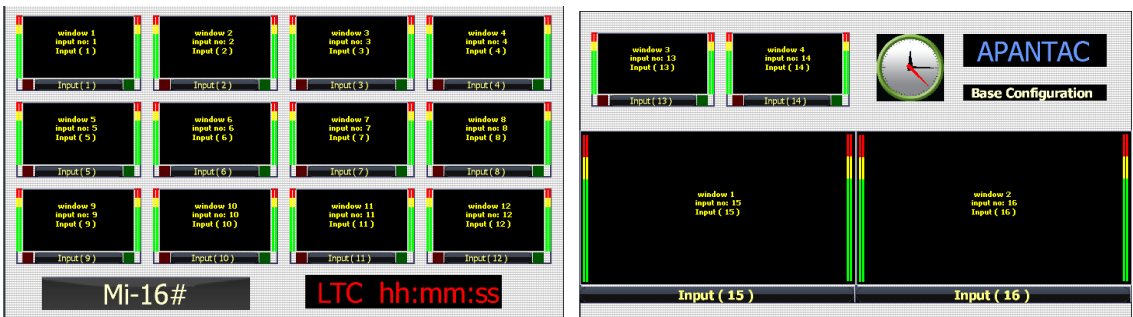 window 1
input no: 1
Input ( 1 )
Input ( 1 )
window 2
input no: 2
Input ( 2 )
Input ( 2 )
window 3
input no: 3
Input ( 3 )
Input ( 3 )
window 4
input no: 4
Input ( 4 )
Input ( 4 )
window 5
input no: 5
Input ( 5 )
Input ( 5 )
window 6
input no: 6
Input ( 6 )
Input ( 6 )
window 7
input no: 7
Input ( 7 )
Input ( 7 )
window 8
input no: 8
Input ( 8 )
Input ( 8 )
window 9
input no: 9
Input ( 9 )
Input ( 9 )
window 10
input no: 10
Input ( 10 )
Input ( 10 )
window 11
input no: 11
Input ( 11 )
Input ( 11 )
window 12
input no: 12
Input ( 12 )
Input ( 12 )
Mi-16#
LTC hh:mm:ss
window 3
input no: 13
Input ( 13 )
Input ( 13 )
window 4
input no: 14
Input ( 14 )
Input ( 14 )
APANTAC
Base Configuration
window 1
input no: 15
Input ( 15 )
Input ( 15 )
window 2
input no: 16
Input ( 16 )
Input ( 16 )